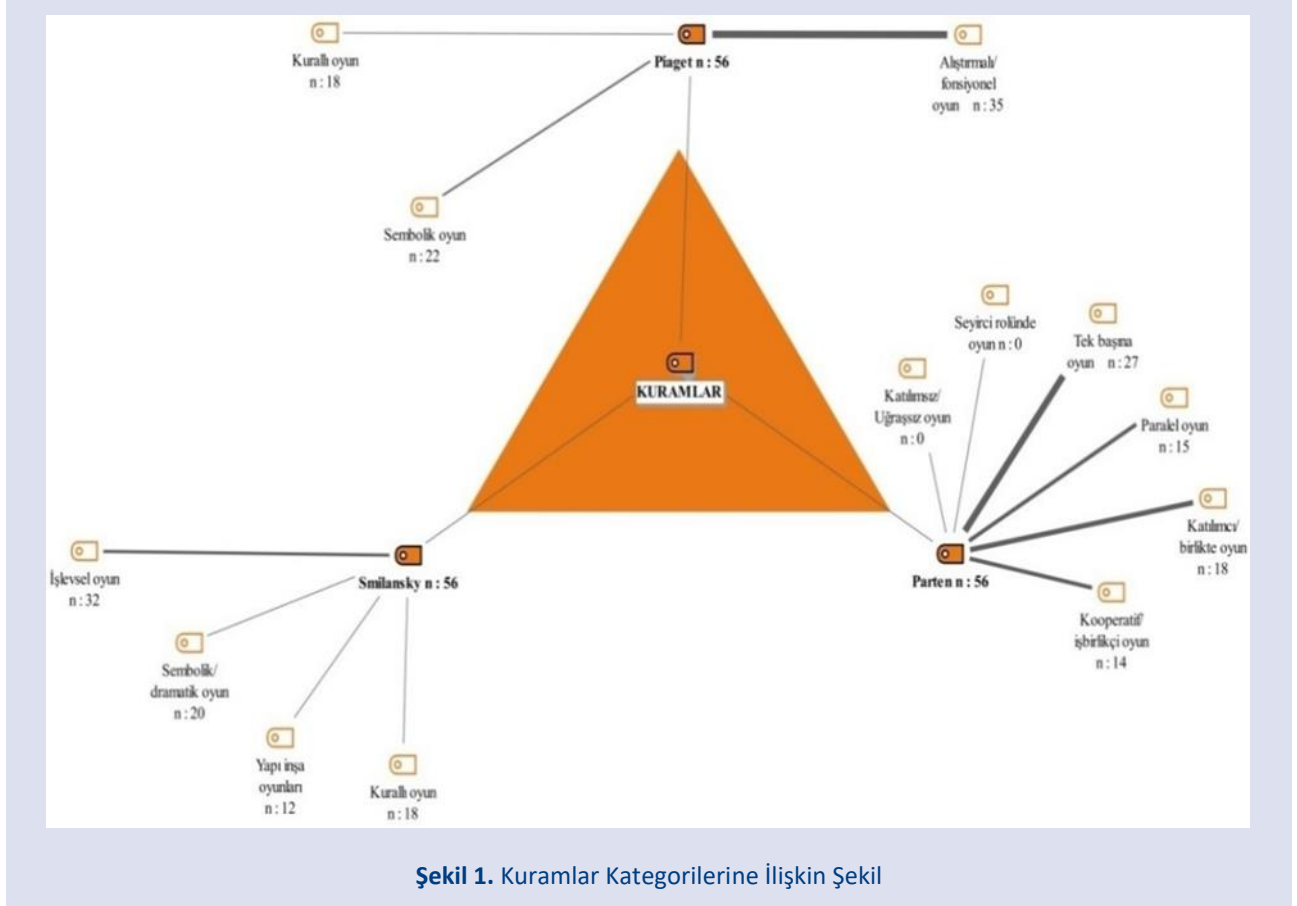 Kurallı oyun
n : 18
Piaget n : 56
Alıştırmalı/
fonsiyonel
oyun n : 35
Sembolik oyun
n : 22
KURAMLAR
Seyirci rolünde
oyun n : 0
Tek başına
oyun n : 27
Katılımsız/
Uğraşsız oyun
n : 0
Paralel oyun
n : 15
Katılımcı/
birlikte oyun
n : 18
Parten n : 56
Kooperatif/
işbirlikçi oyun
n : 14
İşlevsel oyun
n : 32
Smilansky n : 56
Sembolik/
dramatik oyun
n : 20
Yapı inşa
oyunları
n : 12
Kurallı oyun
n : 18
Şekil 1. Kuramlar Kategorilerine İlişkin Şekil